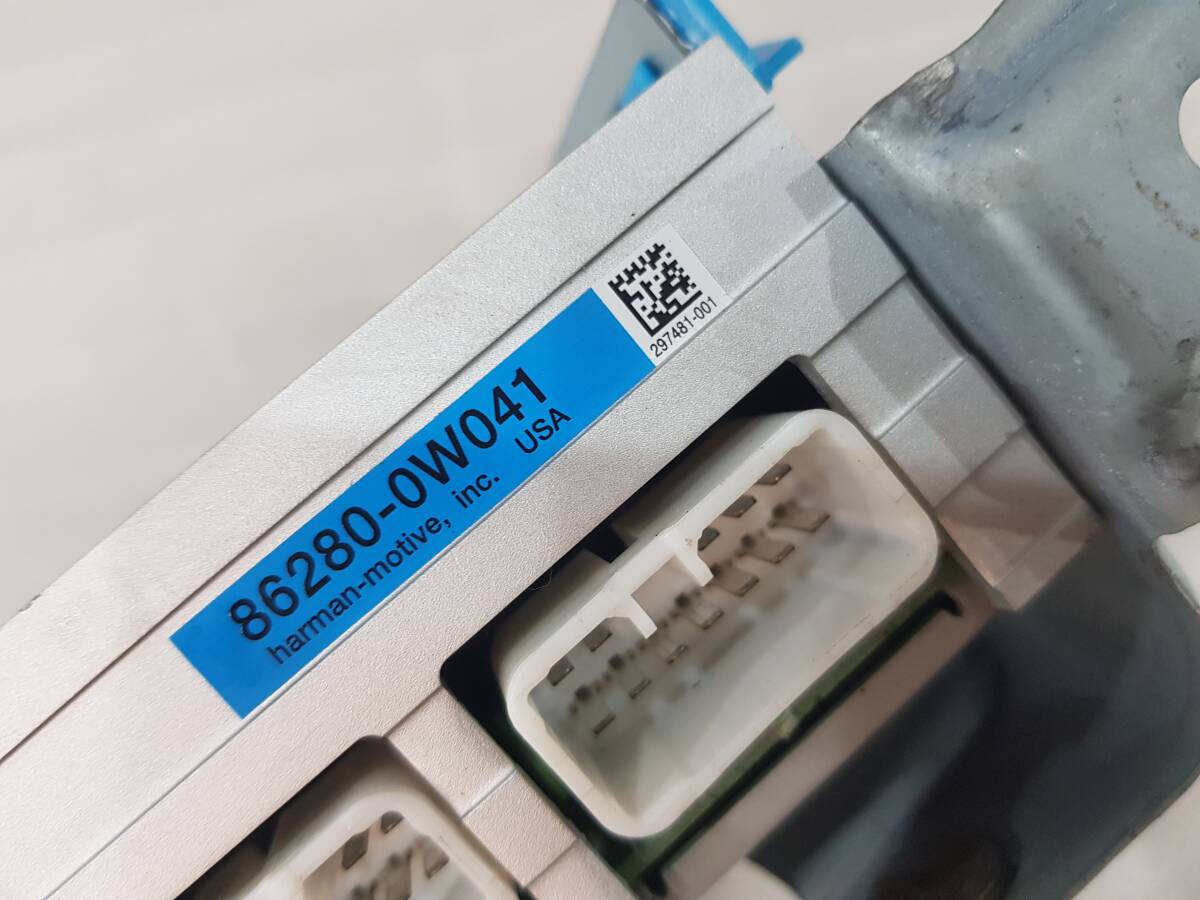 297481-001
86280-0W041
harman-motive, inc. USA